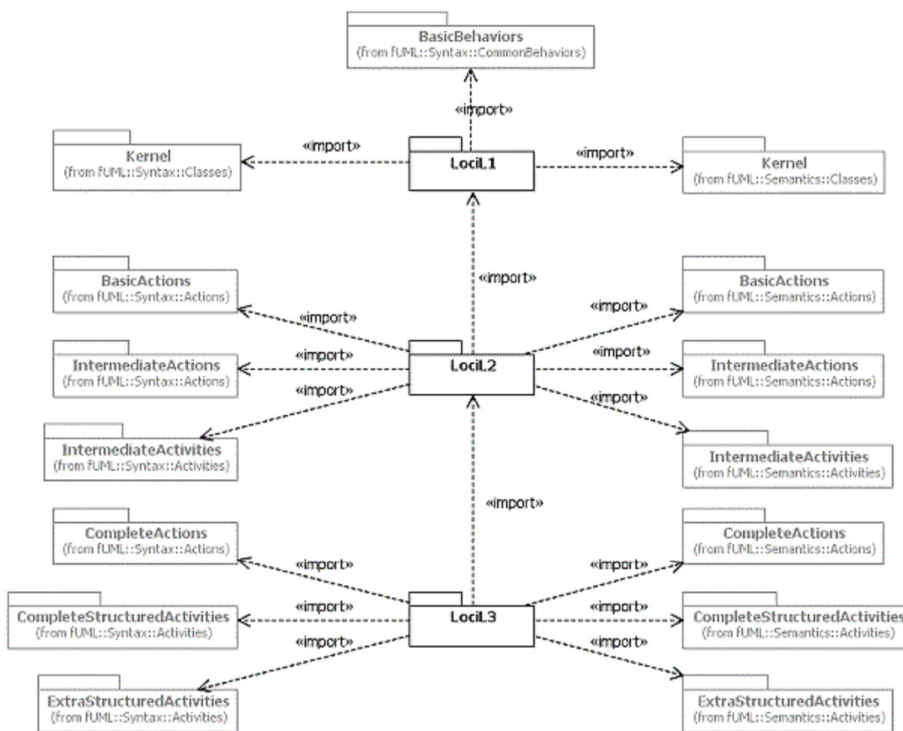 BasicBehaviors
(from fUML::Syntax::CommonBehaviors)
«import»
«import»
«import»
Kernel
(from fUML::Syntax::Classes)
LociL1
Kernel
(from fUML::Semantics::Classes)
«import»
BasicActions
(from fUML::Syntax::Actions)
BasicActions
(from fUML::Semantics::Actions)
«import»
«import»
IntermediateActions
(from fUML::Syntax::Actions)
«import»
LociL2
«import»
IntermediateActions
(from fUML::Semantics::Actions)
«import»
«import»
IntermediateActivities
(from fUML::Syntax::Activities)
IntermediateActivities
(from fUML::Semantics::Activities)
«import»
CompleteActions
(from fUML::Syntax::Actions)
CompleteActions
(from fUML::Semantics::Actions)
«import»
«import»
CompleteStructuredActivities
(from fUML::Syntax::Activities)
«import»
LociL3
«import»
CompleteStructuredActivities
(from fUML::Semantics::Activities)
«import»
«import»
ExtraStructuredActivities
(from fUML::Syntax::Activities)
ExtraStructuredActivities
(from fUML::Semantics::Activities)